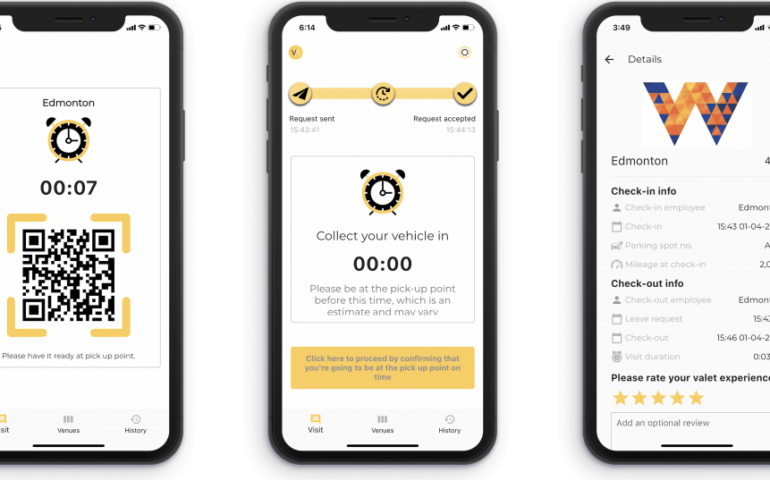 Edmonton
00:07
Please have it ready at pick up point.
Venues
History
6:14
V.
Request sent
Request accepted
15:43:41
15:44:13
Collect your vehicle in
00:00
Please be at the pick-up point
before this time, which is an
estimate and may vary
Click here to proceed by confirming that
you're going to be at the pick up point on
time
Visit
Venues
History
3:49
Details
W
Edmonton 4
Check-in info
Check-in employee Edmont
Check-in 15:43 01-04-2
Parking spot no. A
Mileage at check-in 2,0
Check-out info
Check-out employee Edmont
Leave request 15:43
Check-out 15:46 01-04-2
Visit duration 0:03
Please rate your valet experience
Add an optional review